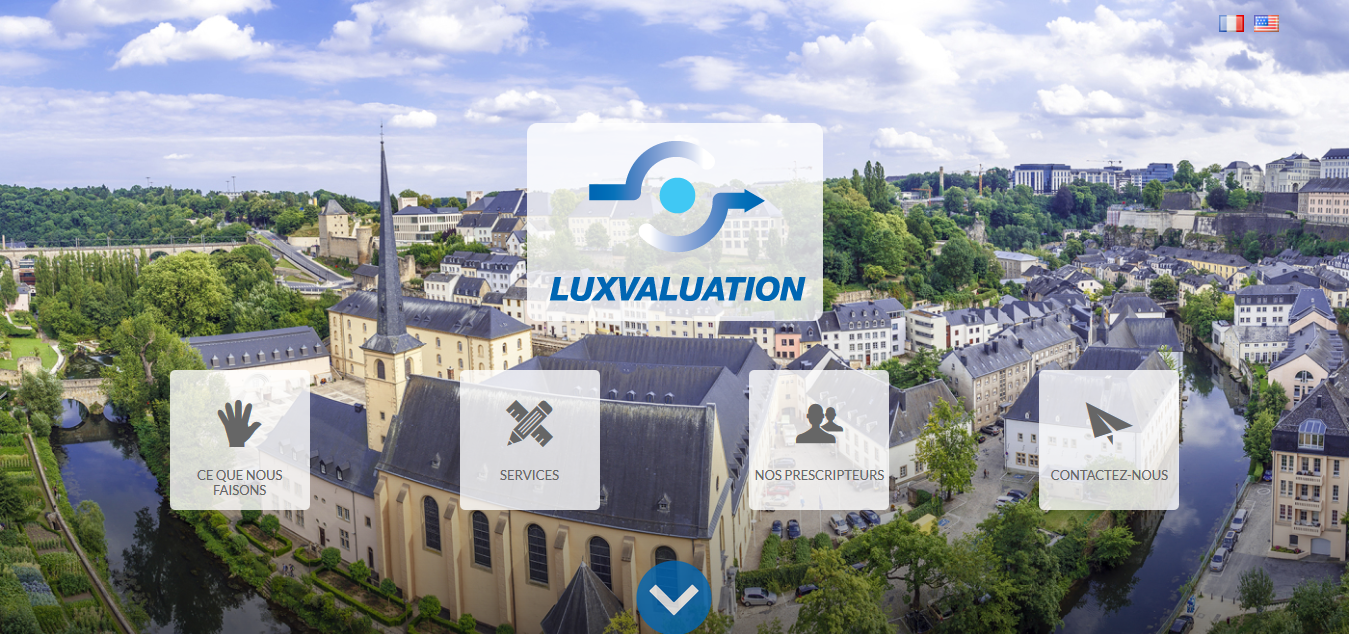 LUXVALUATION
CE QUE NOUS
FAISONS
SERVICES
NOS PRESCRIPTEURS
CONTACTEZ-NOUS